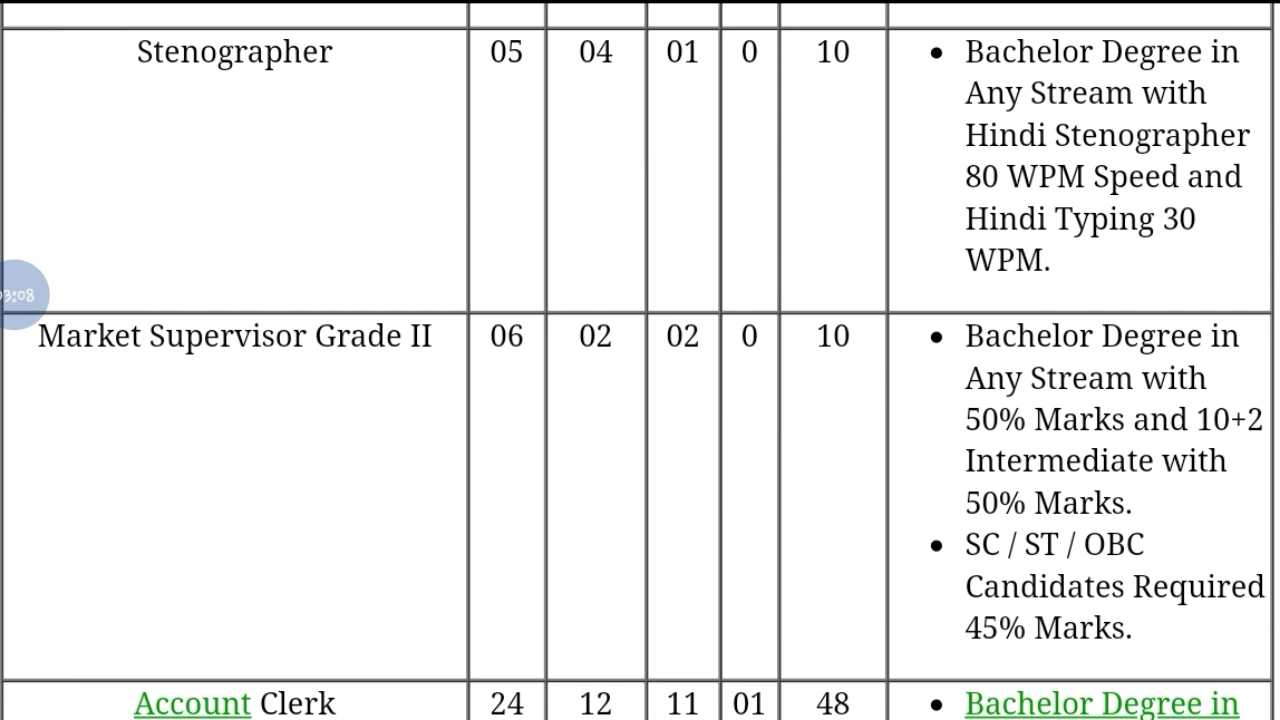 Stenographer 05 04 01 0 10 • Bachelor Degree in
Any Stream with
Hindi Stenographer
80 WPM Speed and
Hindi Typing 30
WPM.
03:08
Market Supervisor Grade II 06 02 02 0 10 • Bachelor Degree in
Any Stream with
50% Marks and 10+2
Intermediate with
50% Marks.
• SC / ST / OBC
Candidates Required
45% Marks.
Account Clerk 24 12 11 01 48 • Bachelor Degree in